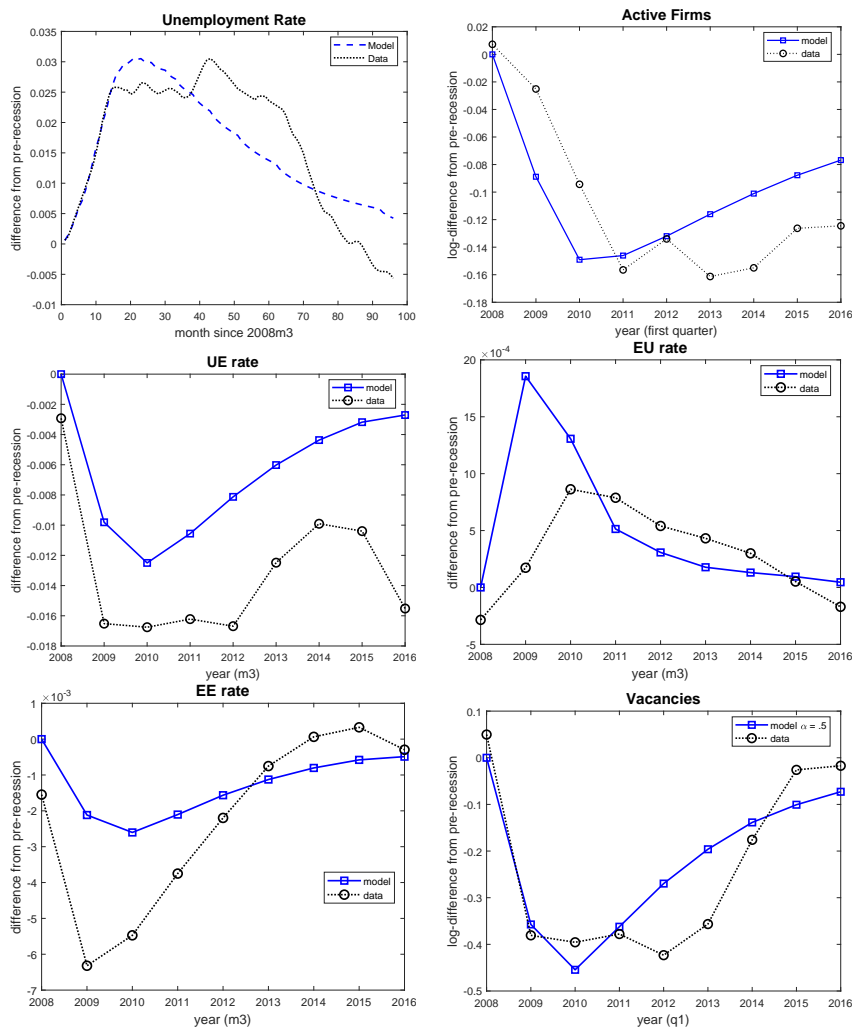 Unemployment Rate
difference from pre-recession
0.035
0.03
0.025
0.02
0.015
0.01
0.005
0
-0.005
-0.01
Model
Data
0 10 20 30 40 50 60 70 80 90 100
month since 2008m3
Active Firms
log-difference from pre-recession
0.02
0
-0.02
-0.04
-0.06
-0.08
-0.1
-0.12
-0.14
-0.16
-0.18
model
data
2008 2009 2010 2011 2012 2013 2014 2015 2016
year (first quarter)
UE rate
difference from pre-recession
0
-0.002
-0.004
-0.006
-0.008
-0.01
-0.012
-0.014
-0.016
-0.018
model
data
2008 2009 2010 2011 2012 2013 2014 2015 2016
year (m3)
EU rate
×10-4
difference from pre-recession
20
15
10
5
0
-5
model
data
2008 2009 2010 2011 2012 2013 2014 2015 2016
year (m3)
EE rate
×10-3
difference from pre-recession
1
0
-1
-2
-3
-4
-5
-6
-7
model
data
2008 2009 2010 2011 2012 2013 2014 2015 2016
year (m3)
Vacancies
log-difference from pre-recession
0.1
0.0
-0.1
-0.2
-0.3
-0.4
-0.5
model α = .5
data
2008 2009 2010 2011 2012 2013 2014 2015 2016
year (q1)